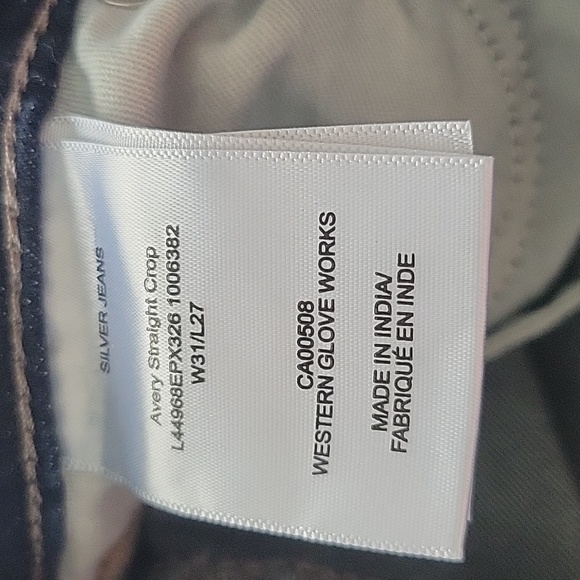 SILVER JEANS
Avery Straight Crop
L44968EPX326 1006382
W31/L27
CA00508
WESTERN GLOVE WORKS
MADE IN INDIA/
FABRIQUÉ EN INDE